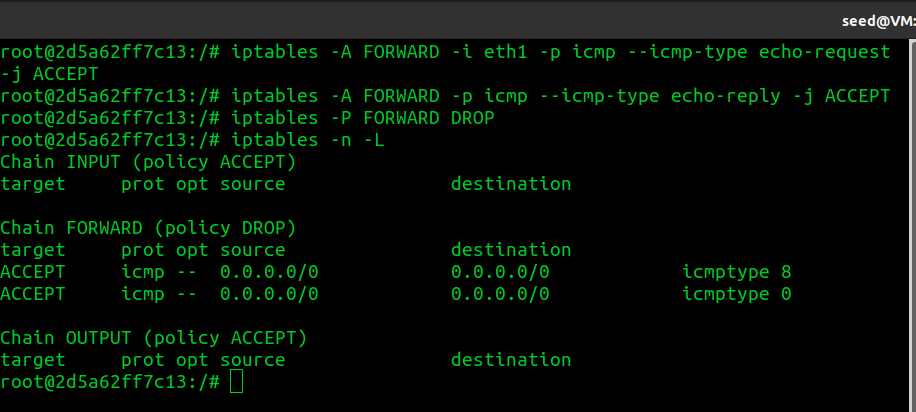 seed@VM:
root@2d5a62ff7c13:/# iptables -A FORWARD -i eth1 -p icmp --icmp-type echo-request
-j ACCEPT
root@2d5a62ff7c13:/# iptables -A FORWARD -p icmp --icmp-type echo-reply -j ACCEPT
root@2d5a62ff7c13:/# iptables -P FORWARD DROP
root@2d5a62ff7c13:/# iptables -n -L
Chain INPUT (policy ACCEPT)
target     prot opt source               destination
Chain FORWARD (policy DROP)
target     prot opt source               destination
ACCEPT     icmp --  0.0.0.0/0            0.0.0.0/0            icmptype 8
ACCEPT     icmp --  0.0.0.0/0            0.0.0.0/0            icmptype 0
Chain OUTPUT (policy ACCEPT)
target     prot opt source               destination
root@2d5a62ff7c13:/#